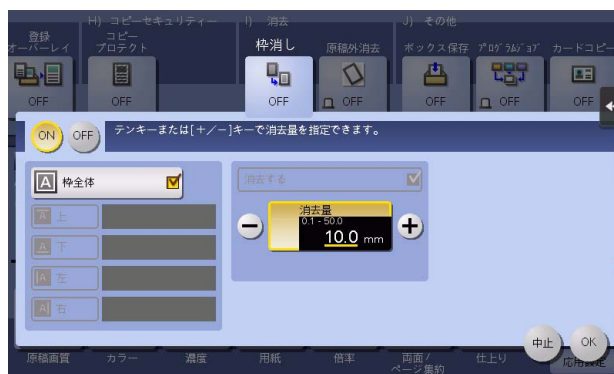 H) コピーセキュリティー
I) 消去
J) その他
登録
オーバーレイ
コピー
プロテクト
枠消し
原稿外消去
ボックス保存
ﾌﾟﾛｸﾞﾗﾑｼﾞｮﾌﾞ
カードコピー
OFF
OFF
OFF
OFF
OFF
OFF
OFF
ON
OFF
テンキーまたは[+/-]キーで消去量を指定できます。
A 枠全体
消去する
A 上
消去量
0.1 - 50.0
A 下
10.0 mm
A 左
A 右
中止
OK
原稿画質
カラー
濃度
用紙
倍率
両面/
ページ集約
仕上り
応用設定